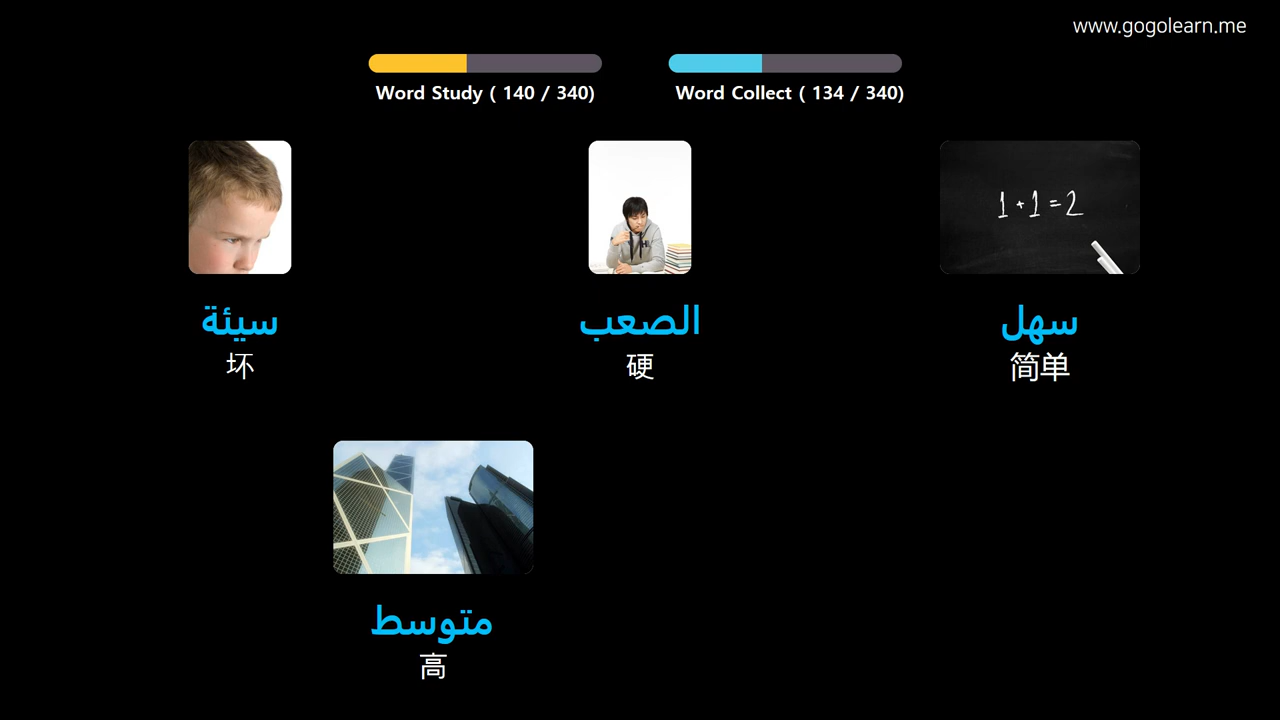 www.gogolearn.me
Word Study ( 140 / 340)
Word Collect ( 134 / 340)
1 + 1 = 2
سيئة
坏
الصعب
硬
سهل
简单
متوسط
高